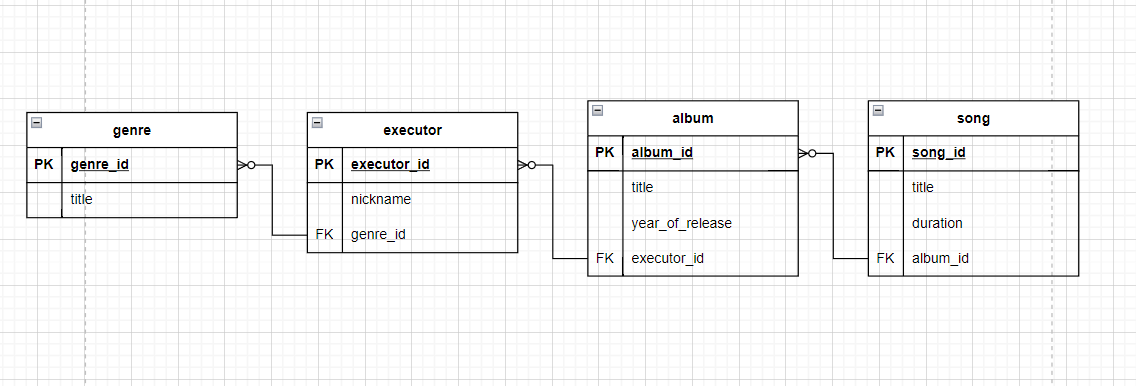 genre
PK genre_id
title
executor
PK executor_id
nickname
FK genre_id
album
PK album_id
title
year_of_release
FK executor_id
song
PK song_id
title
duration
FK album_id